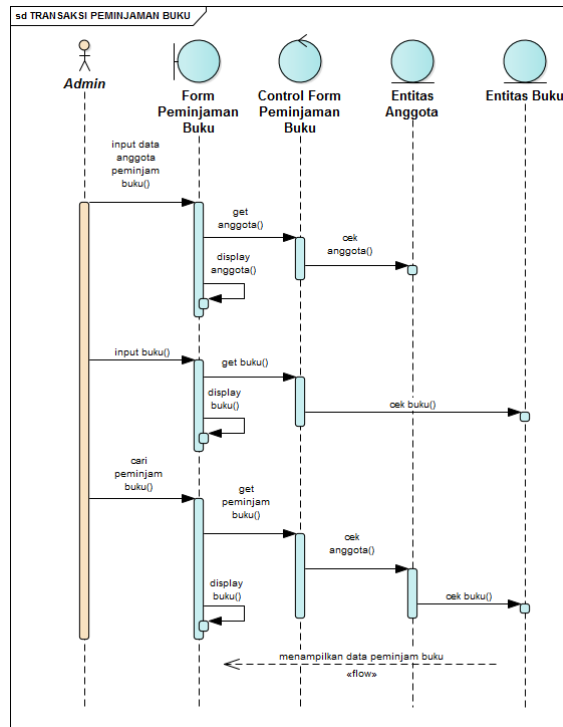 sd TRANSAKSI PEMINJAMAN BUKU
Admin
Form
Peminjaman
Buku
Control Form
Peminjaman
Buku
Entitas
Anggota
Entitas Buku
input data
anggota
peminjam
buku()
get
anggota()
cek
anggota()
display
anggota()
input buku()
get buku()
display
buku()
cek buku()
cari
peminjam
buku()
get
peminjam
buku()
cek
anggota()
display
buku()
cek buku()
menampilkan data peminjam buku
«flow»